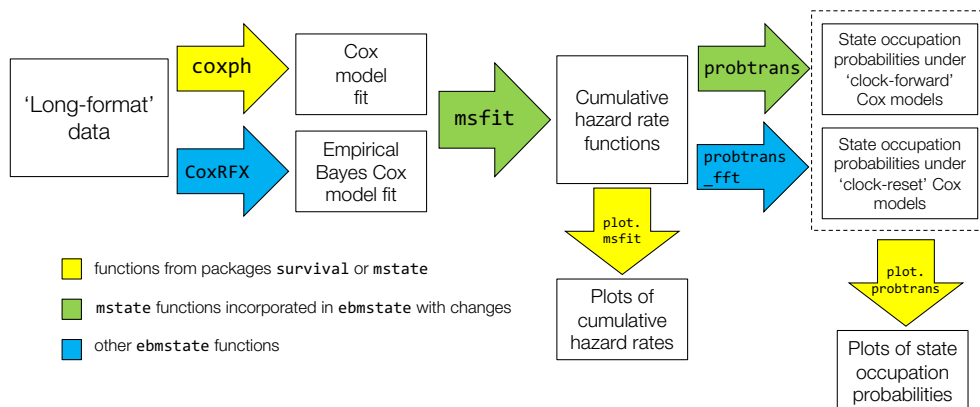 'Long-format'
data
coxph
CoxRFX
Cox
model
fit
Empirical
Bayes Cox
model fit
msfit
Cumulative
hazard rate
functions
probtrans
probtrans
_fft
State occupation
probabilities under
'clock-forward'
Cox models
State occupation
probabilities under
'clock-reset' Cox
models
plot.
msfit
plot.
probtrans
Plots of
cumulative
hazard rates
Plots of state
occupation
probabilities
functions from packages survival or mstate
mstate functions incorporated in ebmstate with changes
other ebmstate functions